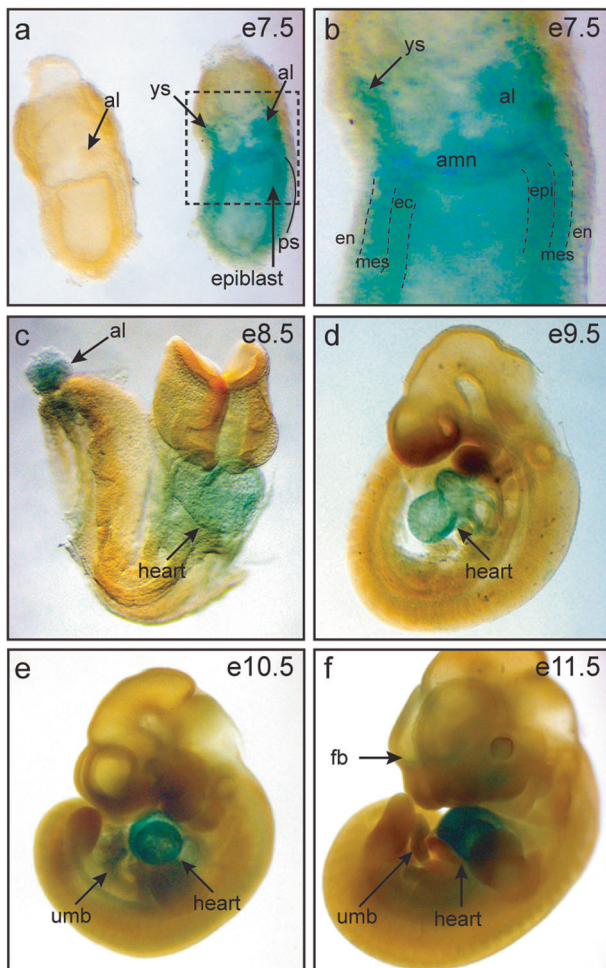 a
e7.5
al
ys
al
ps
epiblast
b
e7.5
ys
al
amn
ec
epi
en
mes
mes
en
c
e8.5
al
heart
d
e9.5
heart
e
e10.5
umb
heart
f
e11.5
fb
umb
heart